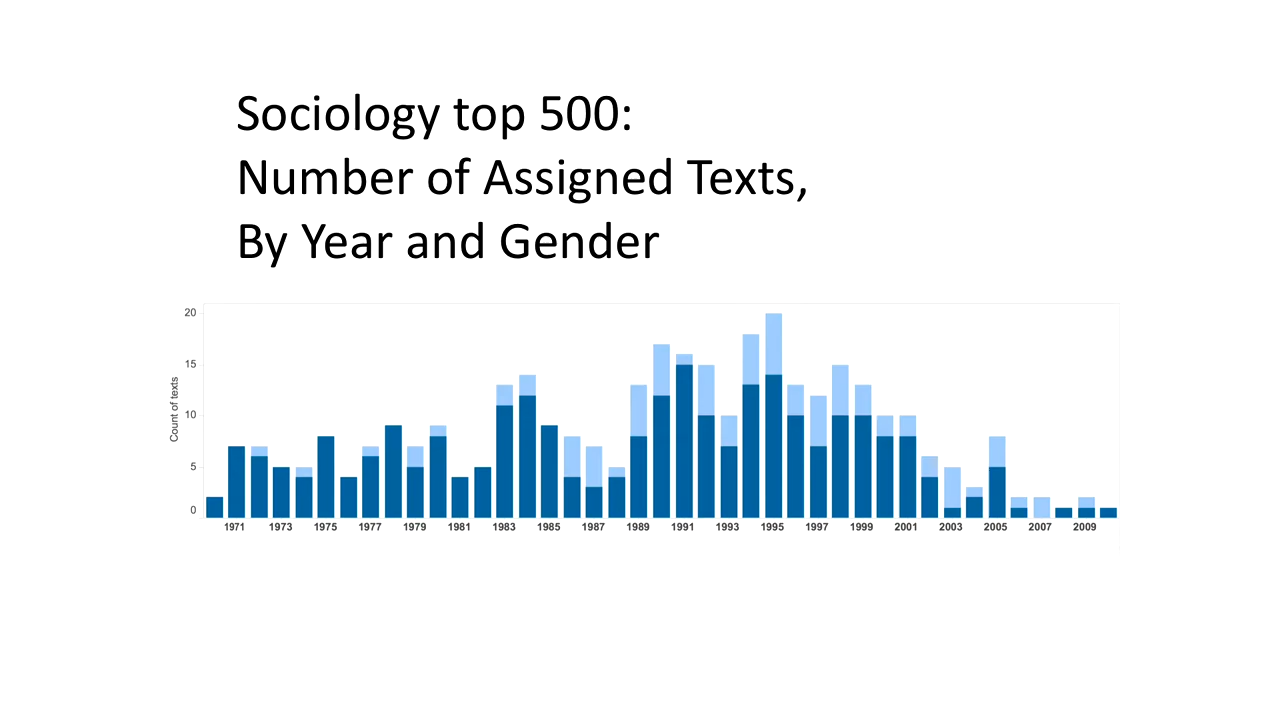 Sociology top 500:
Number of Assigned Texts,
By Year and Gender
20
15
10
5
0
Count of texts
1971 1973 1975 1977 1979 1981 1983 1985 1987 1989 1991 1993 1995 1997 1999 2001 2003 2005 2007 2009